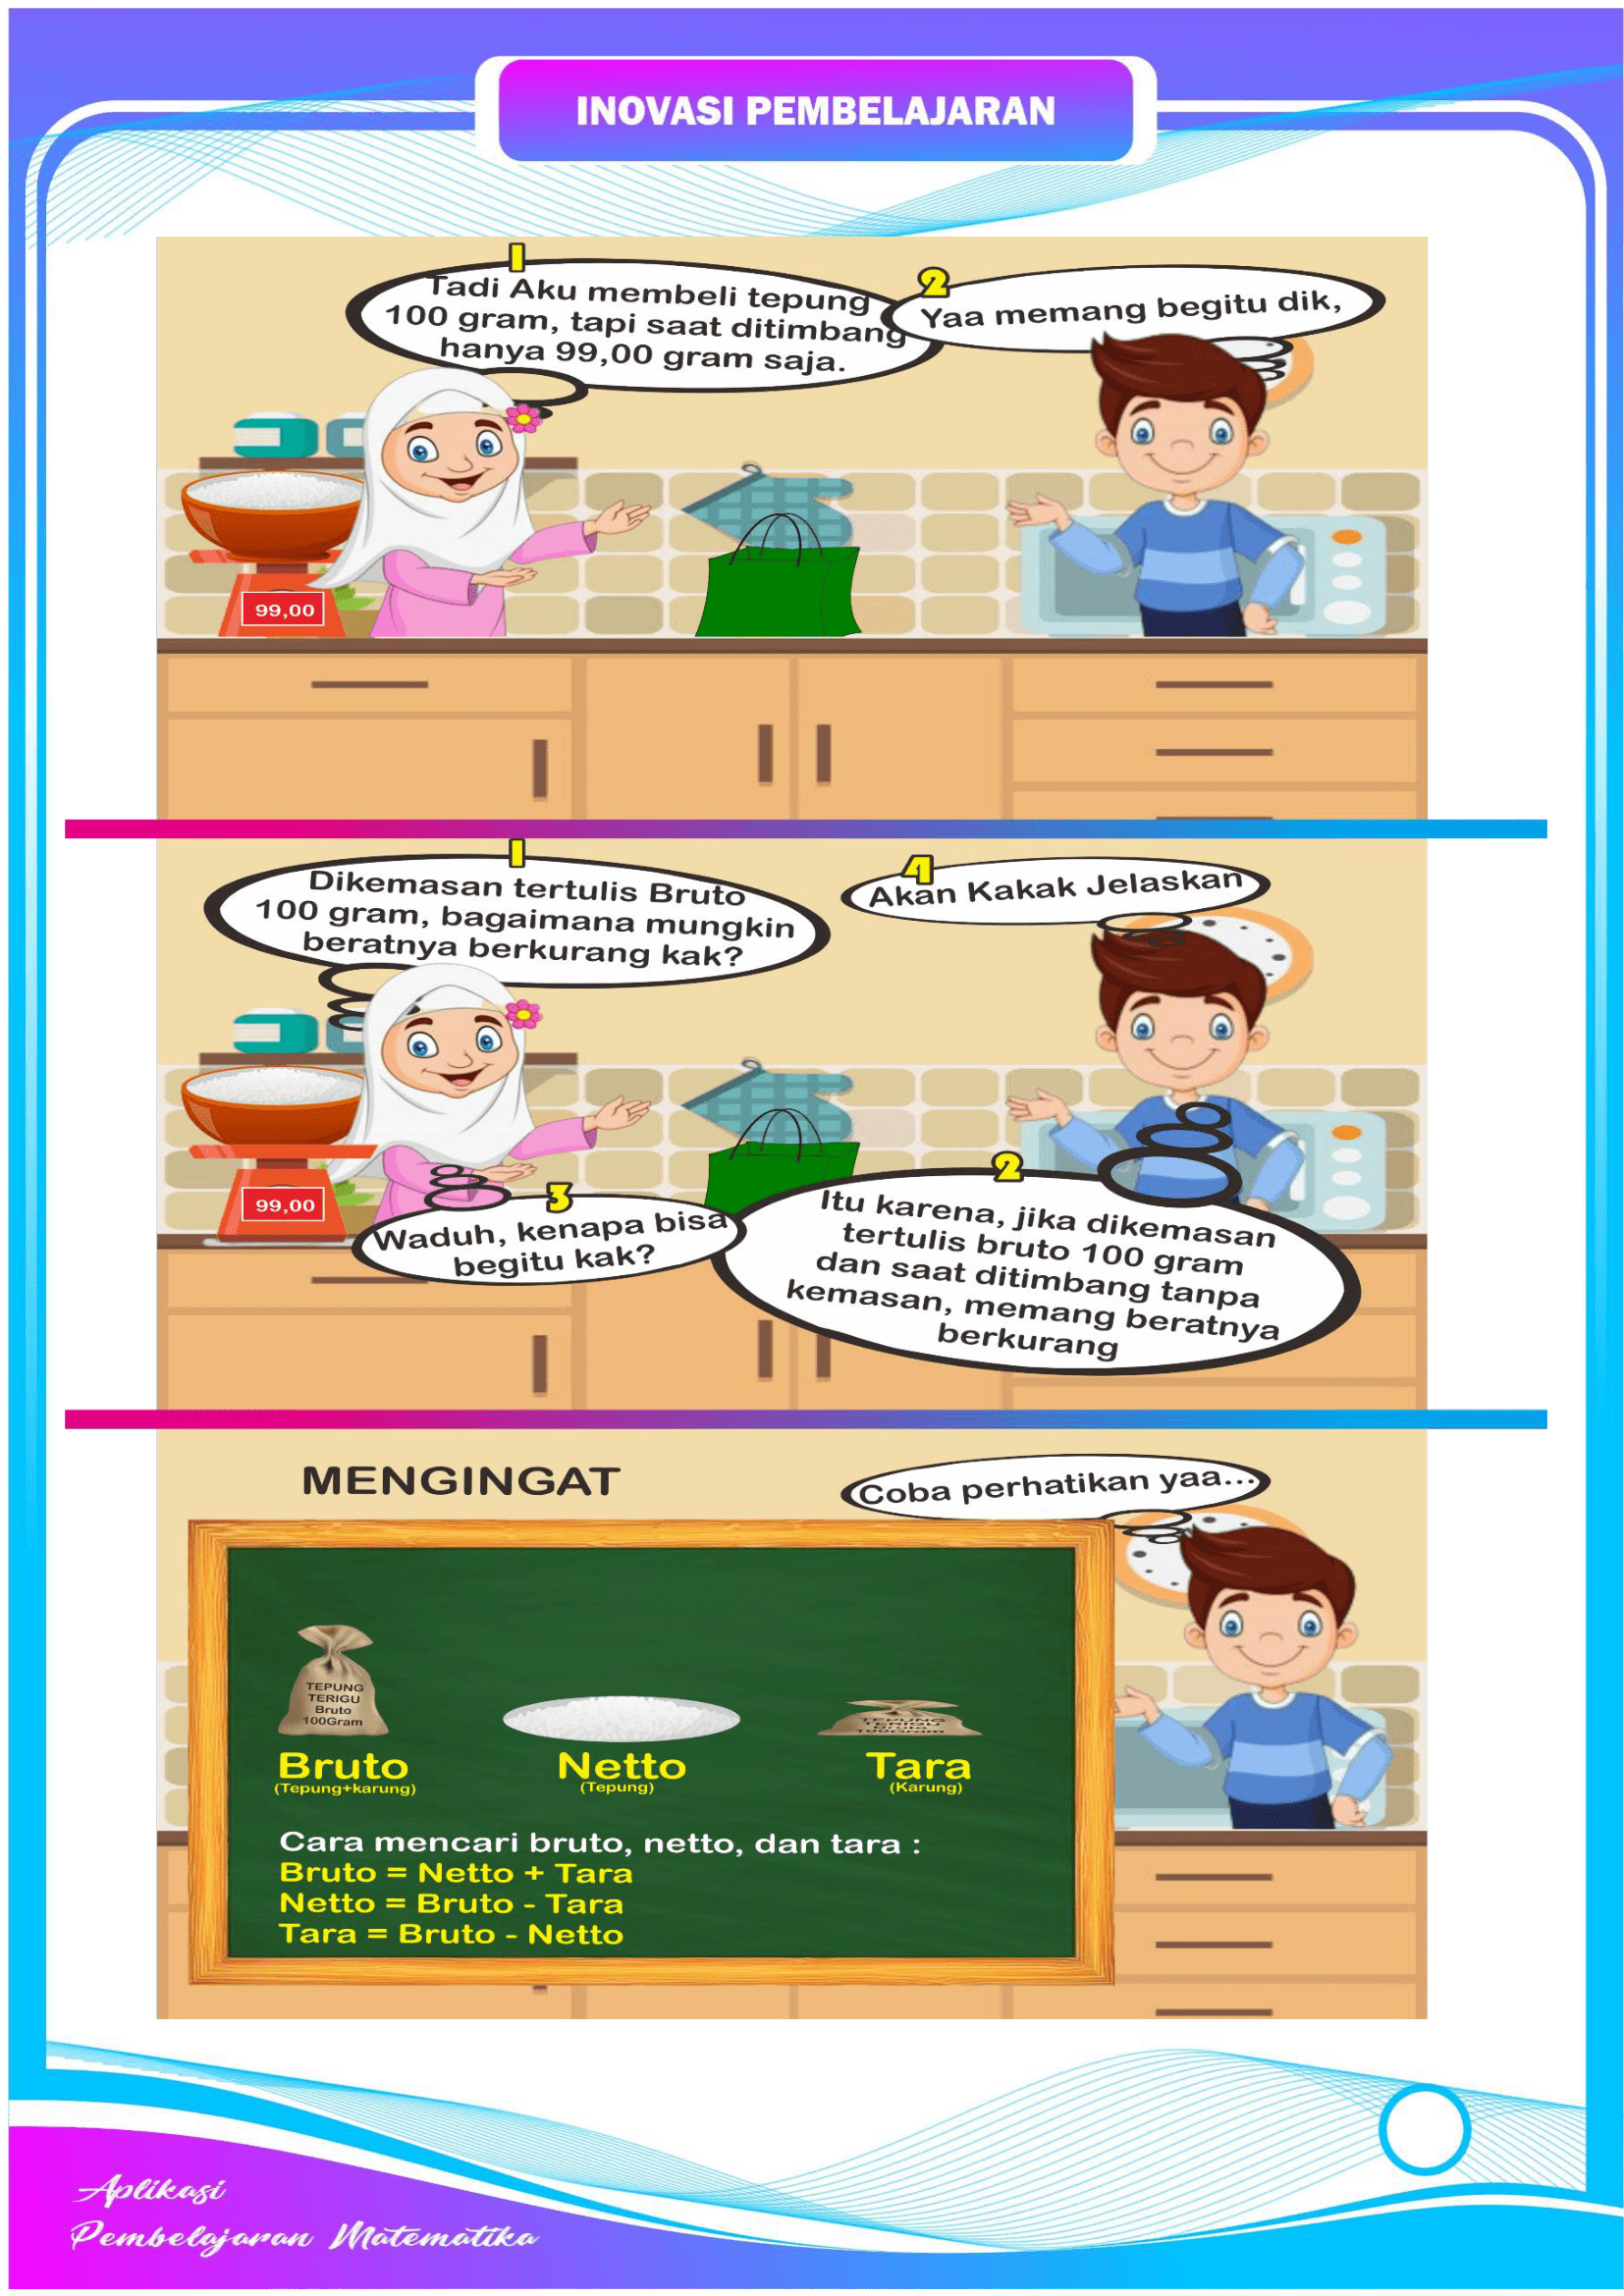 INOVASI PEMBELAJARAN
1
Tadi Aku membeli tepung
100 gram, tapi saat ditimbang
hanya 99,00 gram saja.
2
Yaa memang begitu dik,
99,00
1
Dikemasan tertulis Bruto
100 gram, bagaimana mungkin
beratnya berkurang kak?
2
Itu karena, jika dikemasan
tertulis bruto 100 gram
dan saat ditimbang tanpa
kemasan, memang beratnya
berkurang
3
Waduh, kenapa bisa
begitu kak?
4
Akan Kakak Jelaskan
99,00
MENGINGAT
Coba perhatikan yaa...
TEPUNG
TERIGU
Bruto
100Gram
TEPUNG
TERIGU
Bruto
100Gram
Bruto
(Tepung+karung)
Netto
(Tepung)
Tara
(Karung)
Cara mencari bruto, netto, dan tara :
Bruto = Netto + Tara
Netto = Bruto - Tara
Tara = Bruto - Netto
Aplikasi
Pembelajaran Matematika